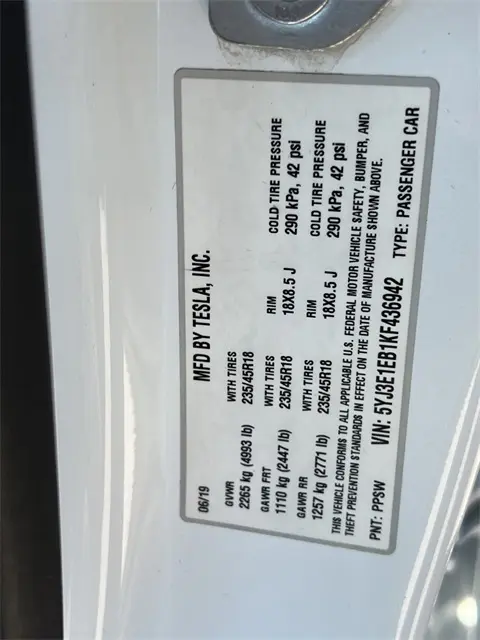 MFD BY TESLA, INC.
06/19
GVWR WITH TIRES
2265 kg (4993 lb) 235/45R18
GAWR FRT WITH TIRES RIM COLD TIRE PRESSURE
1110 kg (2447 lb) 235/45R18 18X8.5 J 290 kPa, 42 psi
GAWR RR WITH TIRES RIM COLD TIRE PRESSURE
1257 kg (2771 lb) 235/45R18 18X8.5 J 290 kPa, 42 psi
THIS VEHICLE CONFORMS TO ALL APPLICABLE U.S. FEDERAL MOTOR VEHICLE SAFETY, BUMPER, AND
THEFT PREVENTION STANDARDS IN EFFECT ON THE DATE OF MANUFACTURE SHOWN ABOVE.
PNT: PPSW VIN: 5YJ3E1EB1KF436942 TYPE: PASSENGER CAR